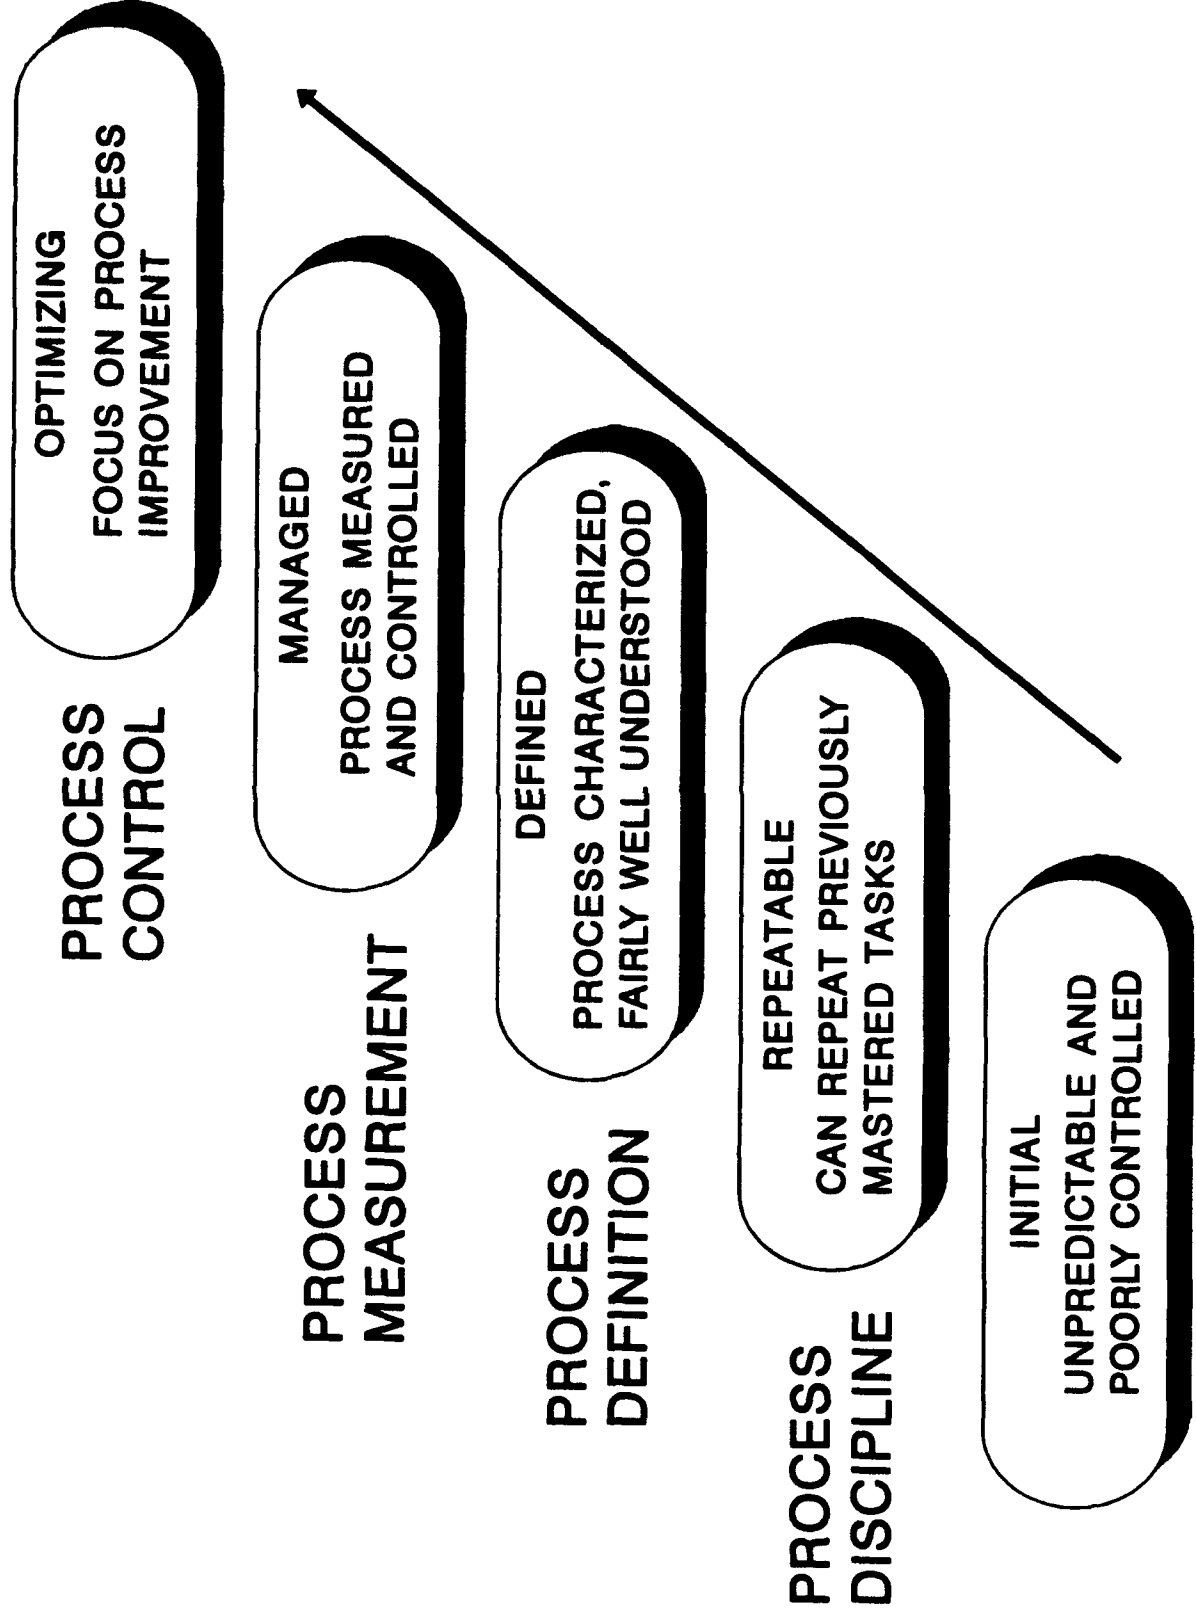 OPTIMIZING
FOCUS ON PROCESS
IMPROVEMENT
PROCESS
CONTROL
MANAGED
PROCESS MEASURED
AND CONTROLLED
PROCESS
MEASUREMENT
DEFINED
PROCESS CHARACTERIZED,
FAIRLY WELL UNDERSTOOD
PROCESS
DEFINITION
REPEATABLE
CAN REPEAT PREVIOUSLY
MASTERED TASKS
PROCESS
DISCIPLINE
INITIAL
UNPREDICTABLE AND
POORLY CONTROLLED